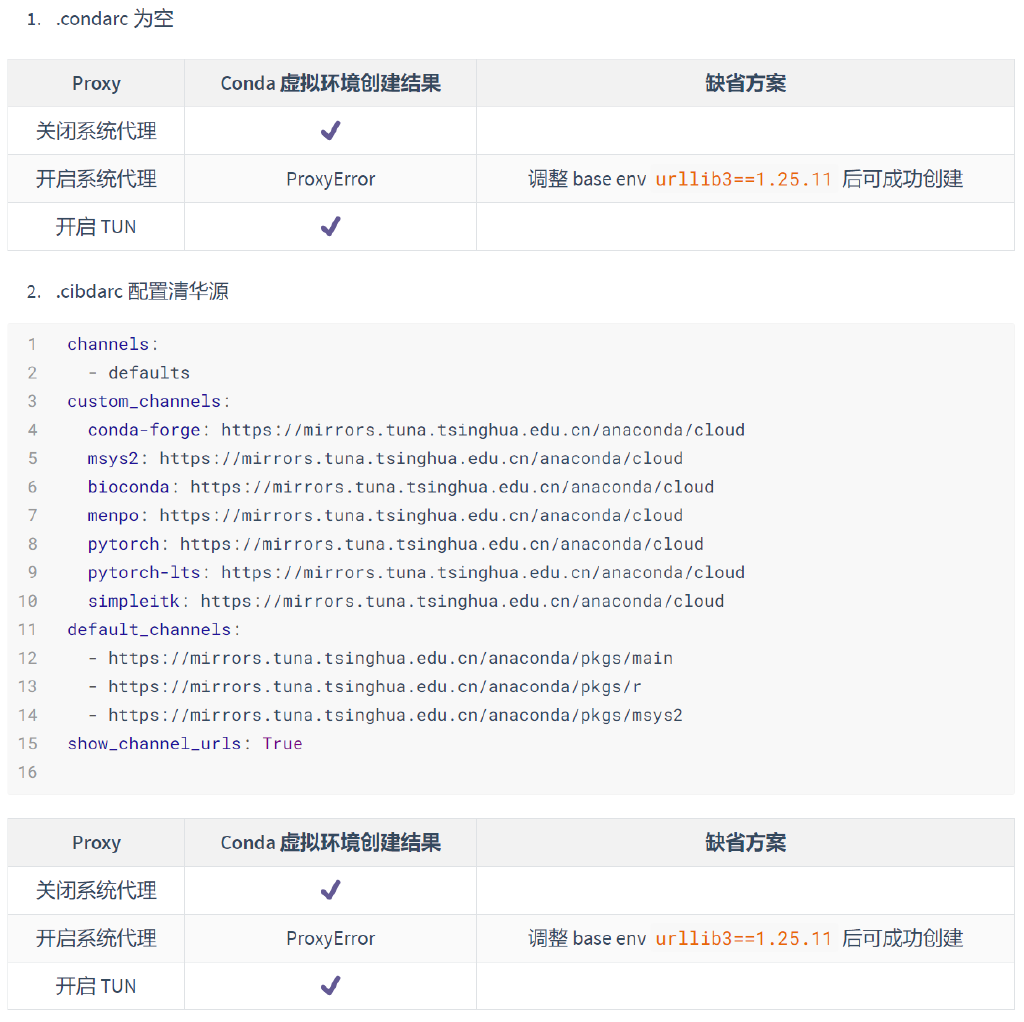 1. .condarc 为空
Proxy Conda 虚拟环境创建结果 缺省方案
关闭系统代理 ✔
开启系统代理 ProxyError 调整 base env urllib3==1.25.11 后可成功创建
开启 TUN ✔
2. .cibdarc 配置清华源
1 channels:
2 - defaults
3 custom_channels:
4 conda-forge: https://mirrors.tuna.tsinghua.edu.cn/anaconda/cloud
5 msys2: https://mirrors.tuna.tsinghua.edu.cn/anaconda/cloud
6 bioconda: https://mirrors.tuna.tsinghua.edu.cn/anaconda/cloud
7 menpo: https://mirrors.tuna.tsinghua.edu.cn/anaconda/cloud
8 pytorch: https://mirrors.tuna.tsinghua.edu.cn/anaconda/cloud
9 pytorch-lts: https://mirrors.tuna.tsinghua.edu.cn/anaconda/cloud
10 simpleitk: https://mirrors.tuna.tsinghua.edu.cn/anaconda/cloud
11 default_channels:
12 - https://mirrors.tuna.tsinghua.edu.cn/anaconda/pkgs/main
13 - https://mirrors.tuna.tsinghua.edu.cn/anaconda/pkgs/r
14 - https://mirrors.tuna.tsinghua.edu.cn/anaconda/pkgs/msys2
15 show_channel_urls: True
16
Proxy Conda 虚拟环境创建结果 缺省方案
关闭系统代理 ✔
开启系统代理 ProxyError 调整 base env urllib3==1.25.11 后可成功创建
开启 TUN ✔